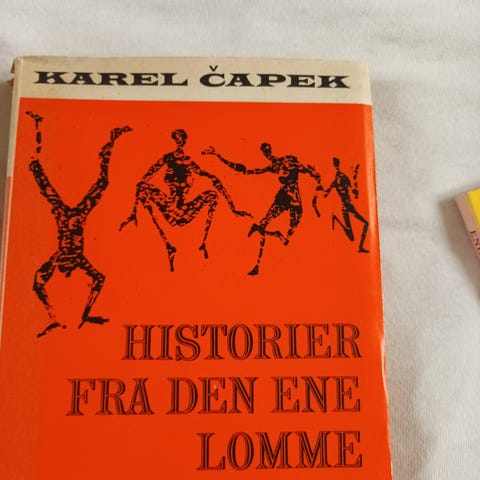 KAREL ČAPEK
HISTORIER
FRA DEN ENE
LOMME